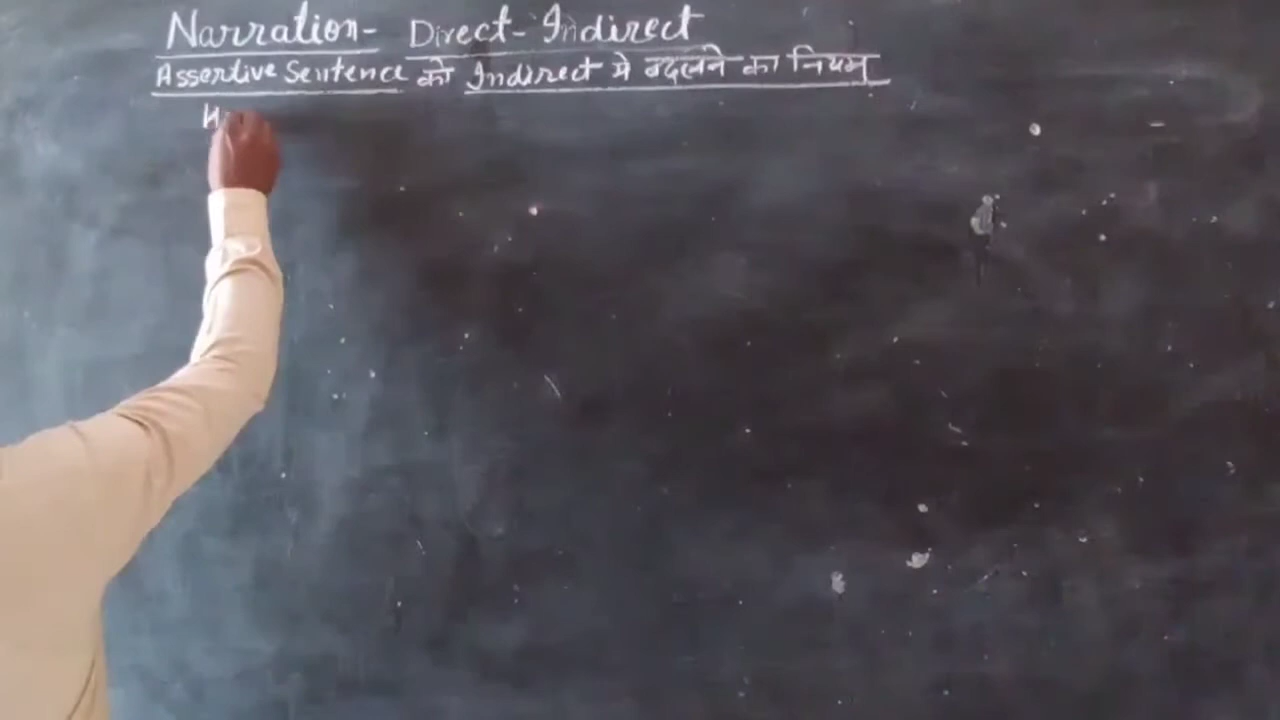 Narration- Direct-Indirect
Assertive Sentence को Indirect मे बदलने का नियम
H